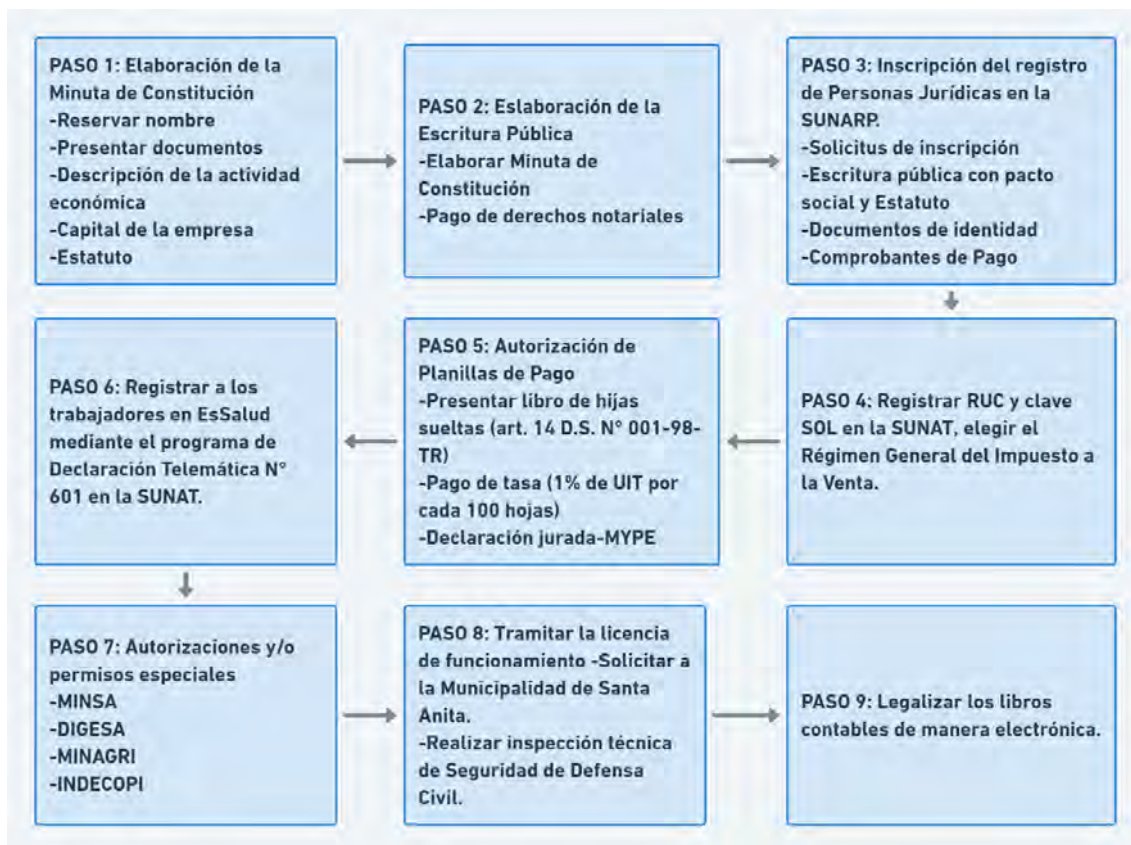 PASO 1: Elaboración de la
Minuta de Constitución
-Reservar nombre
-Presentar documentos
-Descripción de la actividad
económica
-Capital de la empresa
-Estatuto
PASO 2: Eslaboración de la
Escritura Pública
-Elaborar Minuta de
Constitución
-Pago de derechos notariales
PASO 3: Inscripción del registro
de Personas Jurídicas en la
SUNARP.
-Solicitus de inscripción
-Escritura pública con pacto
social y Estatuto
-Documentos de identidad
-Comprobantes de Pago
PASO 4: Registrar RUC y clave
SOL en la SUNAT, elegir el
Régimen General del Impuesto a
la Venta.
PASO 5: Autorización de
Planillas de Pago
-Presentar libro de hijas
sueltas (art. 14 D.S. N° 001-98-
TR)
-Pago de tasa (1% de UIT por
cada 100 hojas)
-Declaración jurada-MYPE
PASO 6: Registrar a los
trabajadores en EsSalud
mediante el programa de
Declaración Telemática N°
601 en la SUNAT.
PASO 7: Autorizaciones y/o
permisos especiales
-MINSA
-DIGESA
-MINAGRI
-INDECOPI
PASO 8: Tramitar la licencia
de funcionamiento -Solicitar a
la Municipalidad de Santa
Anita.
-Realizar inspección técnica
de Seguridad de Defensa
Civil.
PASO 9: Legalizar los libros
contables de manera electrónica.